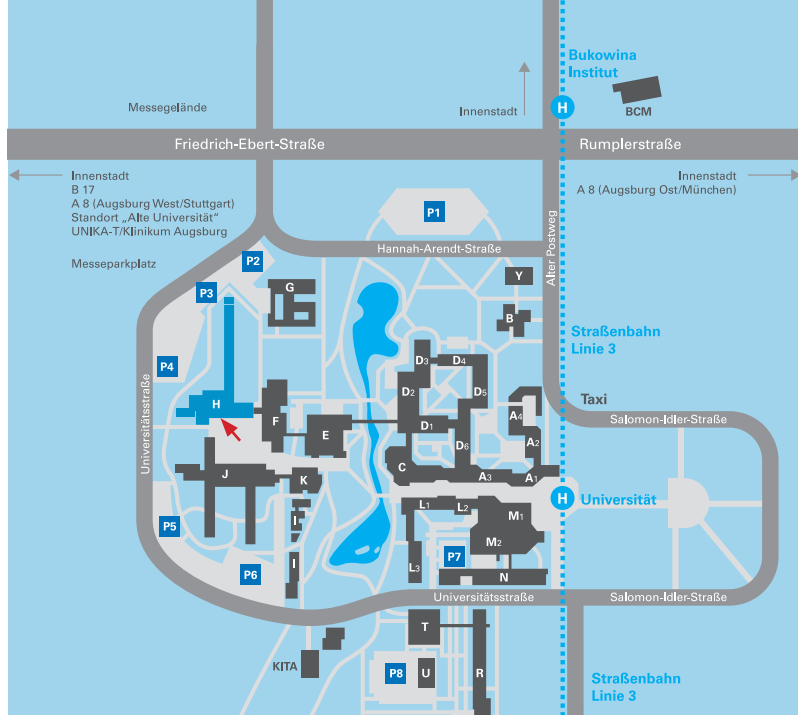 Bukowina
Institut
H
BCM
Messegelände
Innenstadt
Friedrich-Ebert-Straße
Rumplerstraße
Innenstadt
B 17
A 8 (Augsburg West/Stuttgart)
Standort „Alte Universität“
UNIKA-T/Klinikum Augsburg
Messeparkplatz
Innenstadt
A 8 (Augsburg Ost/München)
P1
Hannah-Arendt-Straße
Alter Postweg
P2
P3
G
Y
B
P4
Straßenbahn
Linie 3
D3
D4
D2
D5
H
F
E
D1
D6
A4
A2
Taxi
Salomon-Idler-Straße
Universitätsstraße
J
K
C
A3
A1
H
Universität
L1
L2
M1
M2
P5
I
I
P6
L3
P7
N
Universitätsstraße
Salomon-Idler-Straße
T
KITA
P8
U
R
Straßenbahn
Linie 3